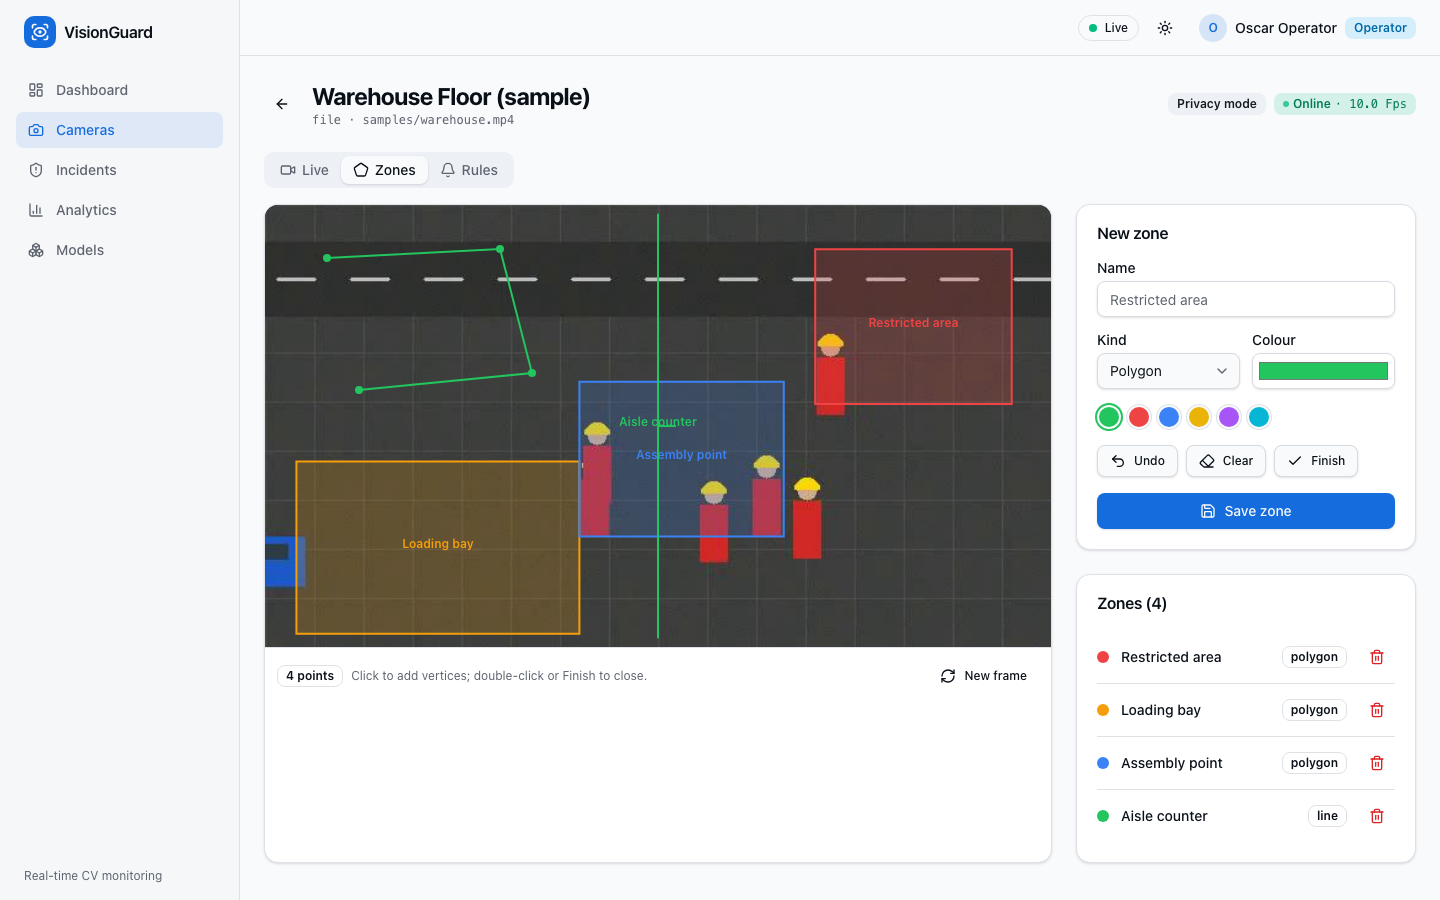 VisionGuard
Live
O
Oscar Operator
Operator
Dashboard
Cameras
Incidents
Analytics
Models
Real-time CV monitoring
Warehouse Floor (sample)
file · samples/warehouse.mp4
Privacy mode
Online · 10.0 Fps
Live
Zones
Rules
Restricted area
Aisle counter
Assembly point
Loading bay
4 points
Click to add vertices; double-click or Finish to close.
New frame
New zone
Name
Restricted area
Kind
Colour
Polygon
Undo
Clear
Finish
Save zone
Zones (4)
Restricted area
polygon
Loading bay
polygon
Assembly point
polygon
Aisle counter
line